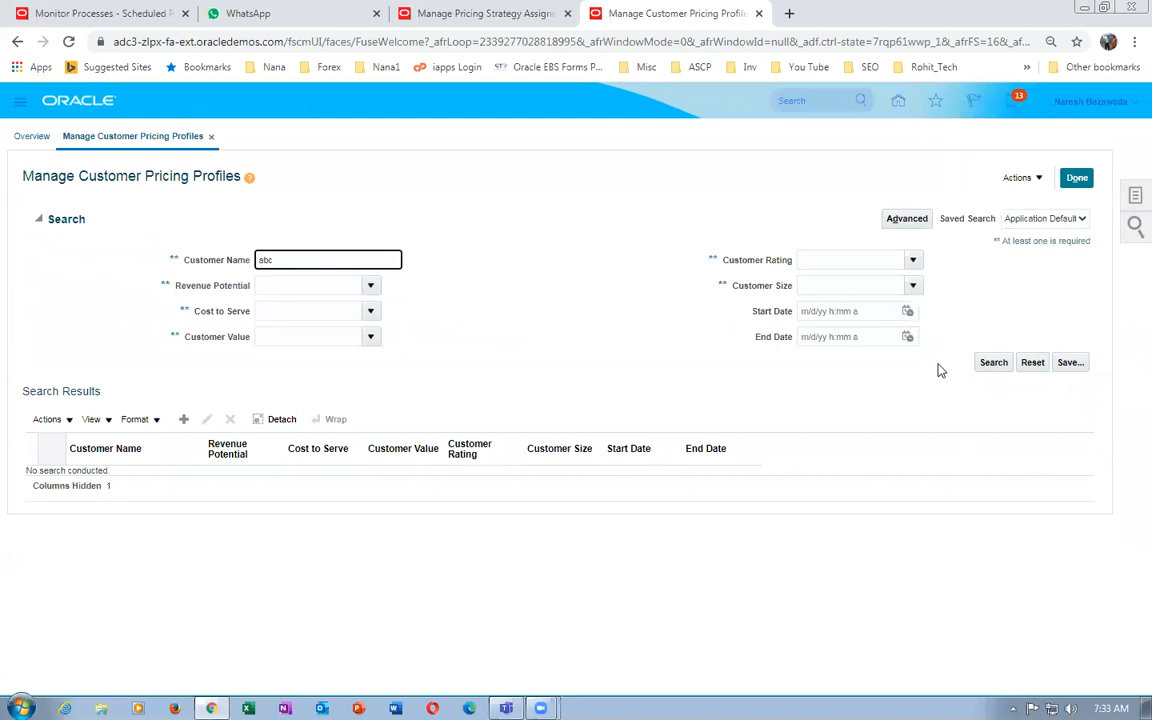 Monitor Processes - Scheduled P
WhatsApp
Manage Pricing Strategy Assignm
Manage Customer Pricing Profile
adc3-zlpx-fa-ext.oracledemos.com/fscmUI/faces/FuseWelcome?_afrLoop=2339277028818995&_afrWindowMode=0&_afrWindowId=null&_adf.ctrl-state=7rqp61wwp_1&_afrFS=16&_a...
Apps
Suggested Sites
Bookmarks
Nana
Forex
Nana1
iapps Login
Oracle EBS Forms P...
Misc
ASCP
Inv
You Tube
SEO
Rohit_Tech
»
Other bookmarks
ORACLE
Search
13
Naresh Bezawada
Overview
Manage Customer Pricing Profiles
Manage Customer Pricing Profiles
Actions
Done
Search
Advanced
Saved Search
Application Default
** At least one is required
** Customer Name abc
** Customer Rating
** Revenue Potential
** Customer Size
** Cost to Serve
Start Date m/d/yy h:mm a
** Customer Value
End Date m/d/yy h:mm a
Search
Reset
Save...
Search Results
Actions
View
Format
Detach
Wrap
Customer Name
Revenue Potential
Cost to Serve
Customer Value
Customer Rating
Customer Size
Start Date
End Date
No search conducted.
Columns Hidden 1
7:33 AM